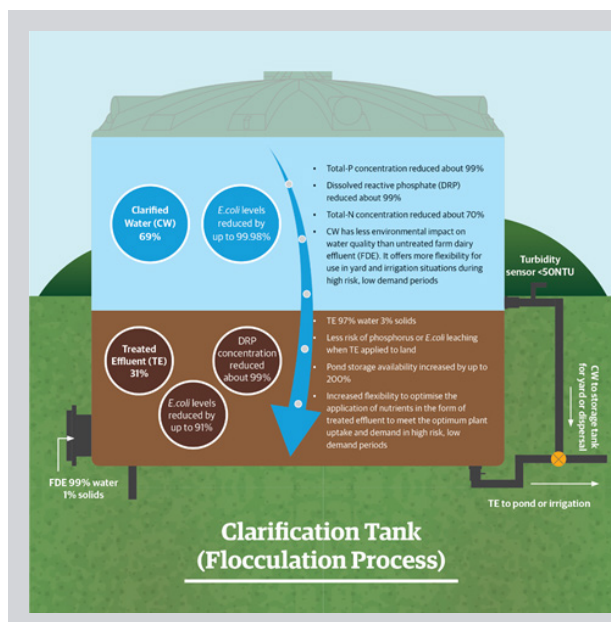 Clarified
Water (CW)
69%
E.coli levels
reduced by
up to 99.98%
• Total-P concentration reduced about 99%
• Dissolved reactive phosphate (DRP)
reduced about 99%
• Total-N concentration reduced about 70%
• CW has less environmental impact on
water quality than untreated farm dairy
effluent (FDE). It offers more flexibility for
use in yard and irrigation situations during
high risk, low demand periods
Turbidity
sensor <50NTU
Treated
Effluent (TE)
31%
DRP
concentration
reduced
about 99%
E.coli levels
reduced by
up to 91%
• TE 97% water 3% solids
• Less risk of phosphorus or E.coli leaching
when TE applied to land
• Pond storage availability increased by up to
200%
• Increased flexibility to optimise the
application of nutrients in the form of
treated effluent to meet the optimum plant
uptake and demand in high risk, low
demand periods
CW to storage tank
for yard or dispersal
FDE 99% water
1% solids
TE to pond or irrigation
Clarification Tank
(Flocculation Process)